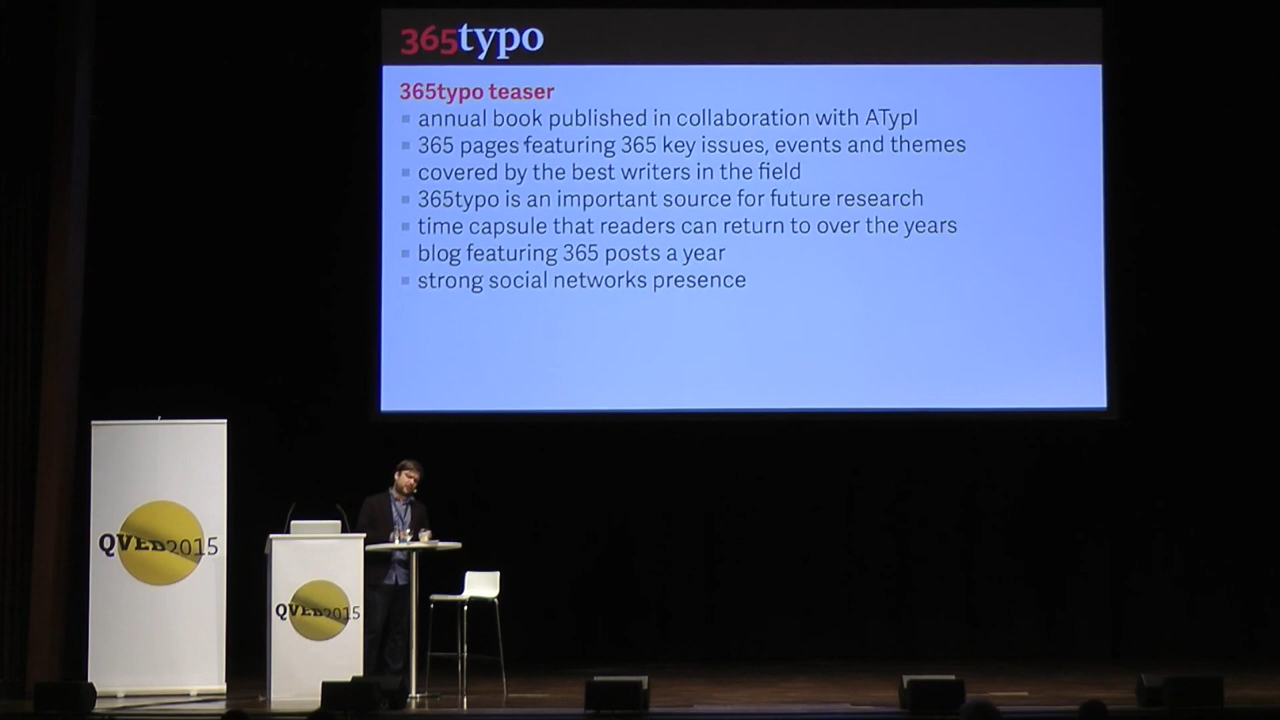 365typo
365typo teaser
annual book published in collaboration with ATypI
365 pages featuring 365 key issues, events and themes
covered by the best writers in the field
365typo is an important source for future research
time capsule that readers can return to over the years
blog featuring 365 posts a year
strong social networks presence
QVED2015
QVED2015